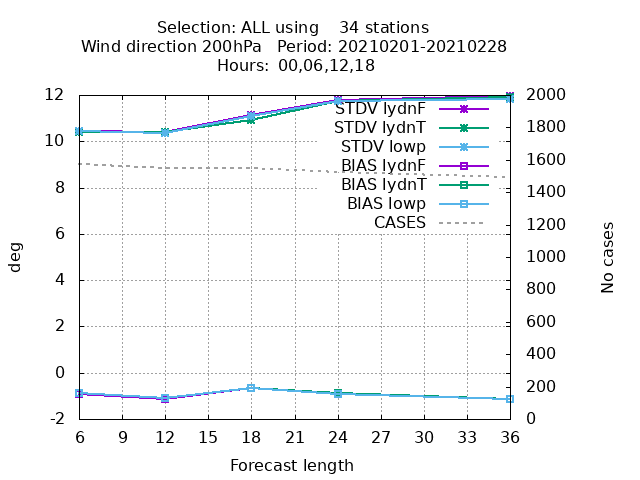 Selection: ALL using    34 stations
Wind direction 200hPa   Period: 20210201-20210228
Hours:  00,06,12,18
12
10
8
6
4
2
0
-2
2000
1800
1600
1400
1200
1000
800
600
400
200
0
STDV lydnF
STDV lydnT
STDV lowp
BIAS lydnF
BIAS lydnT
BIAS lowp
CASES
deg
No cases
6 9 12 15 18 21 24 27 30 33 36
Forecast length